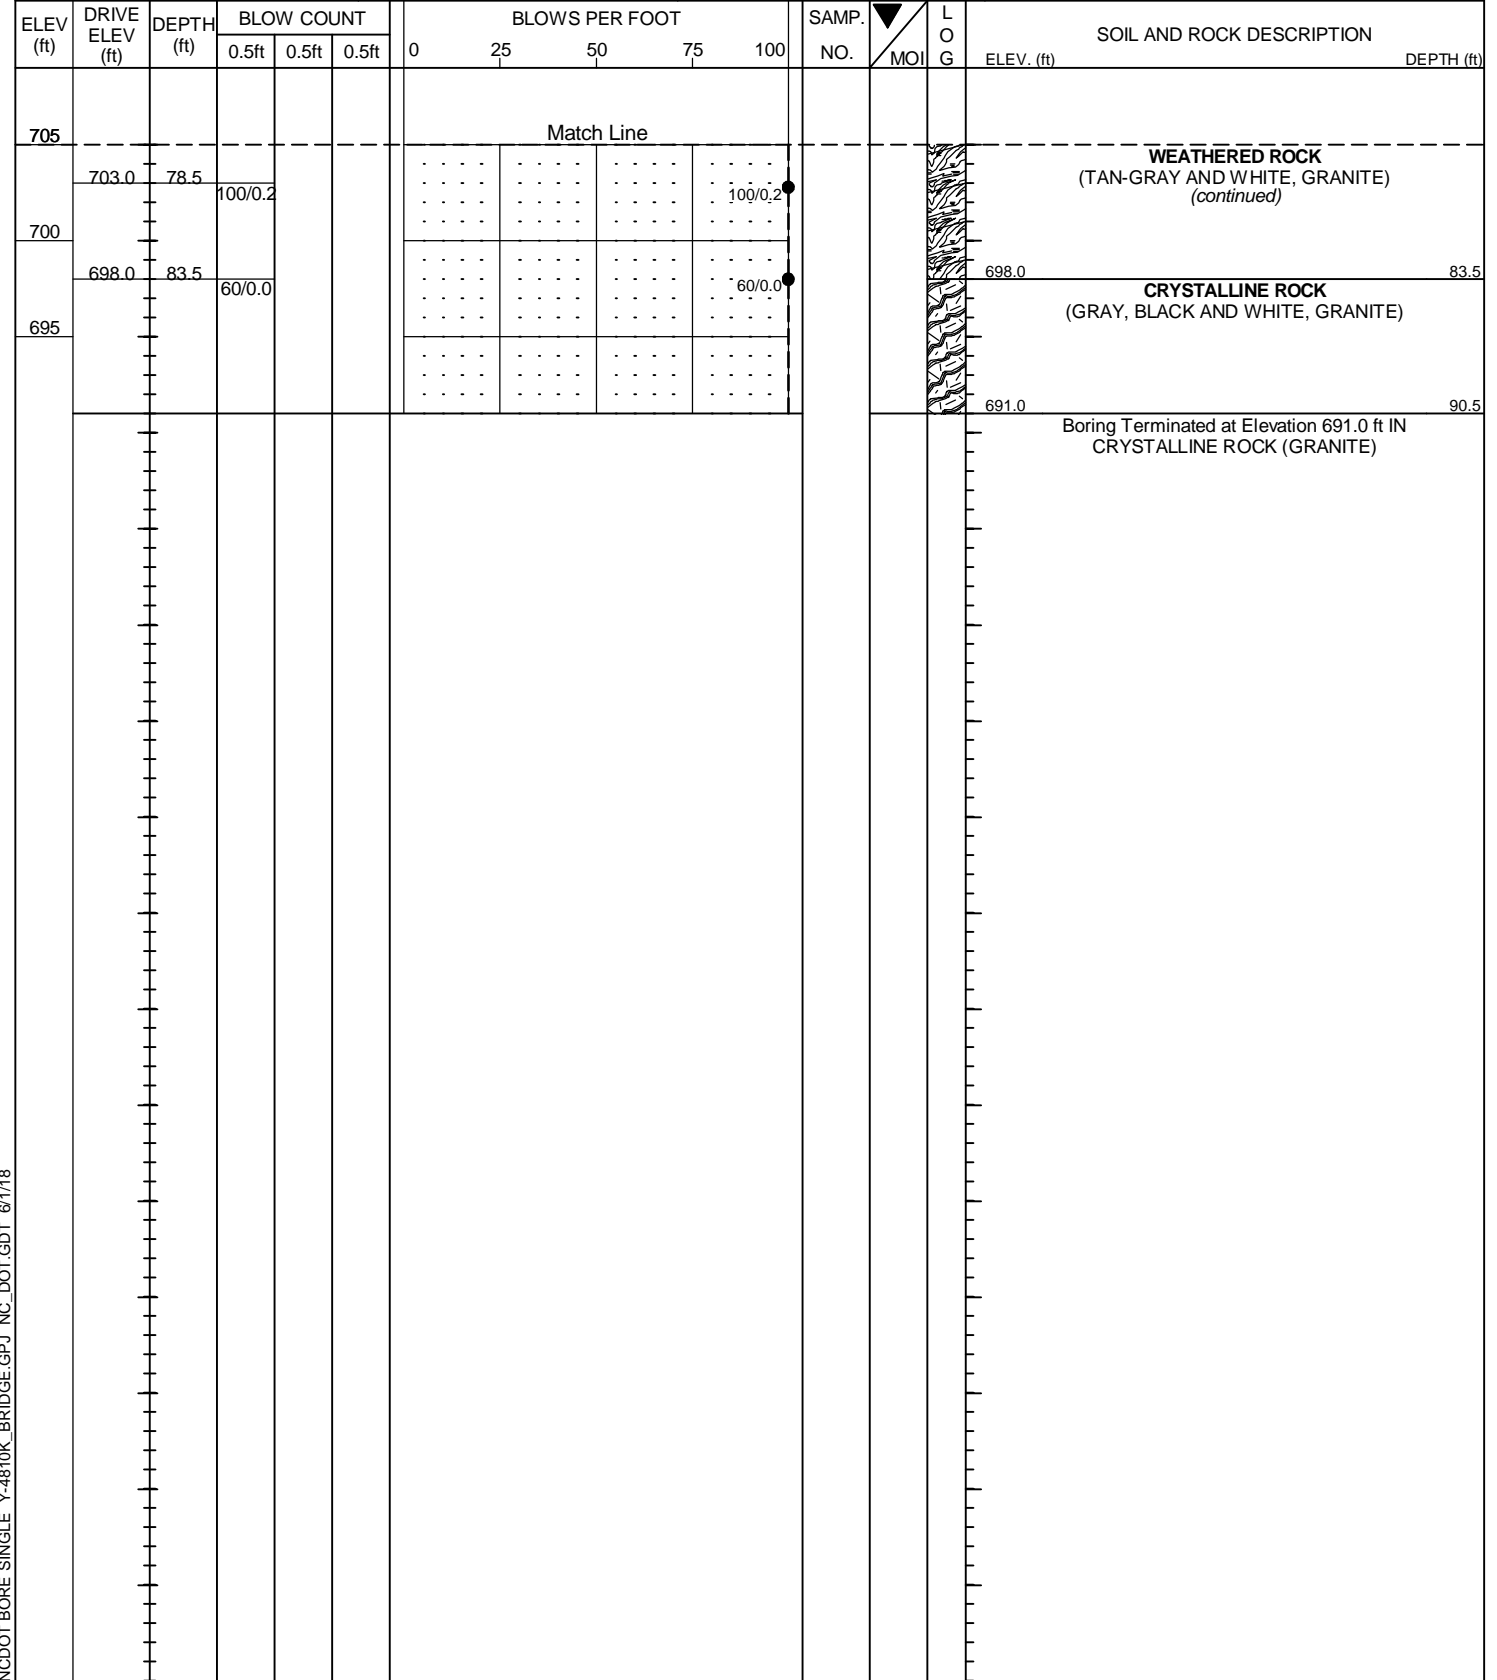 ELEV (ft) DRIVE ELEV (ft) DEPTH (ft) BLOW COUNT BLOWS PER FOOT SAMP. NO. MOI L O G SOIL AND ROCK DESCRIPTION
0.5ft 0.5ft 0.5ft 0 25 50 75 100 ELEV. (ft) DEPTH (ft)
705 Match Line
WEATHERED ROCK
703.0 78.5 (TAN-GRAY AND WHITE, GRANITE)
100/0.2 100/0.2 (continued)
700
698.0 83.5 698.0 83.5
60/0.0 60/0.0 CRYSTALLINE ROCK
(GRAY, BLACK AND WHITE, GRANITE)
695
691.0 90.5
Boring Terminated at Elevation 691.0 ft IN
CRYSTALLINE ROCK (GRANITE)
NCDOT BORE SINGLE Y-4810K_BRIDGE.GPJ NC_DOT.GDT 6/1/18